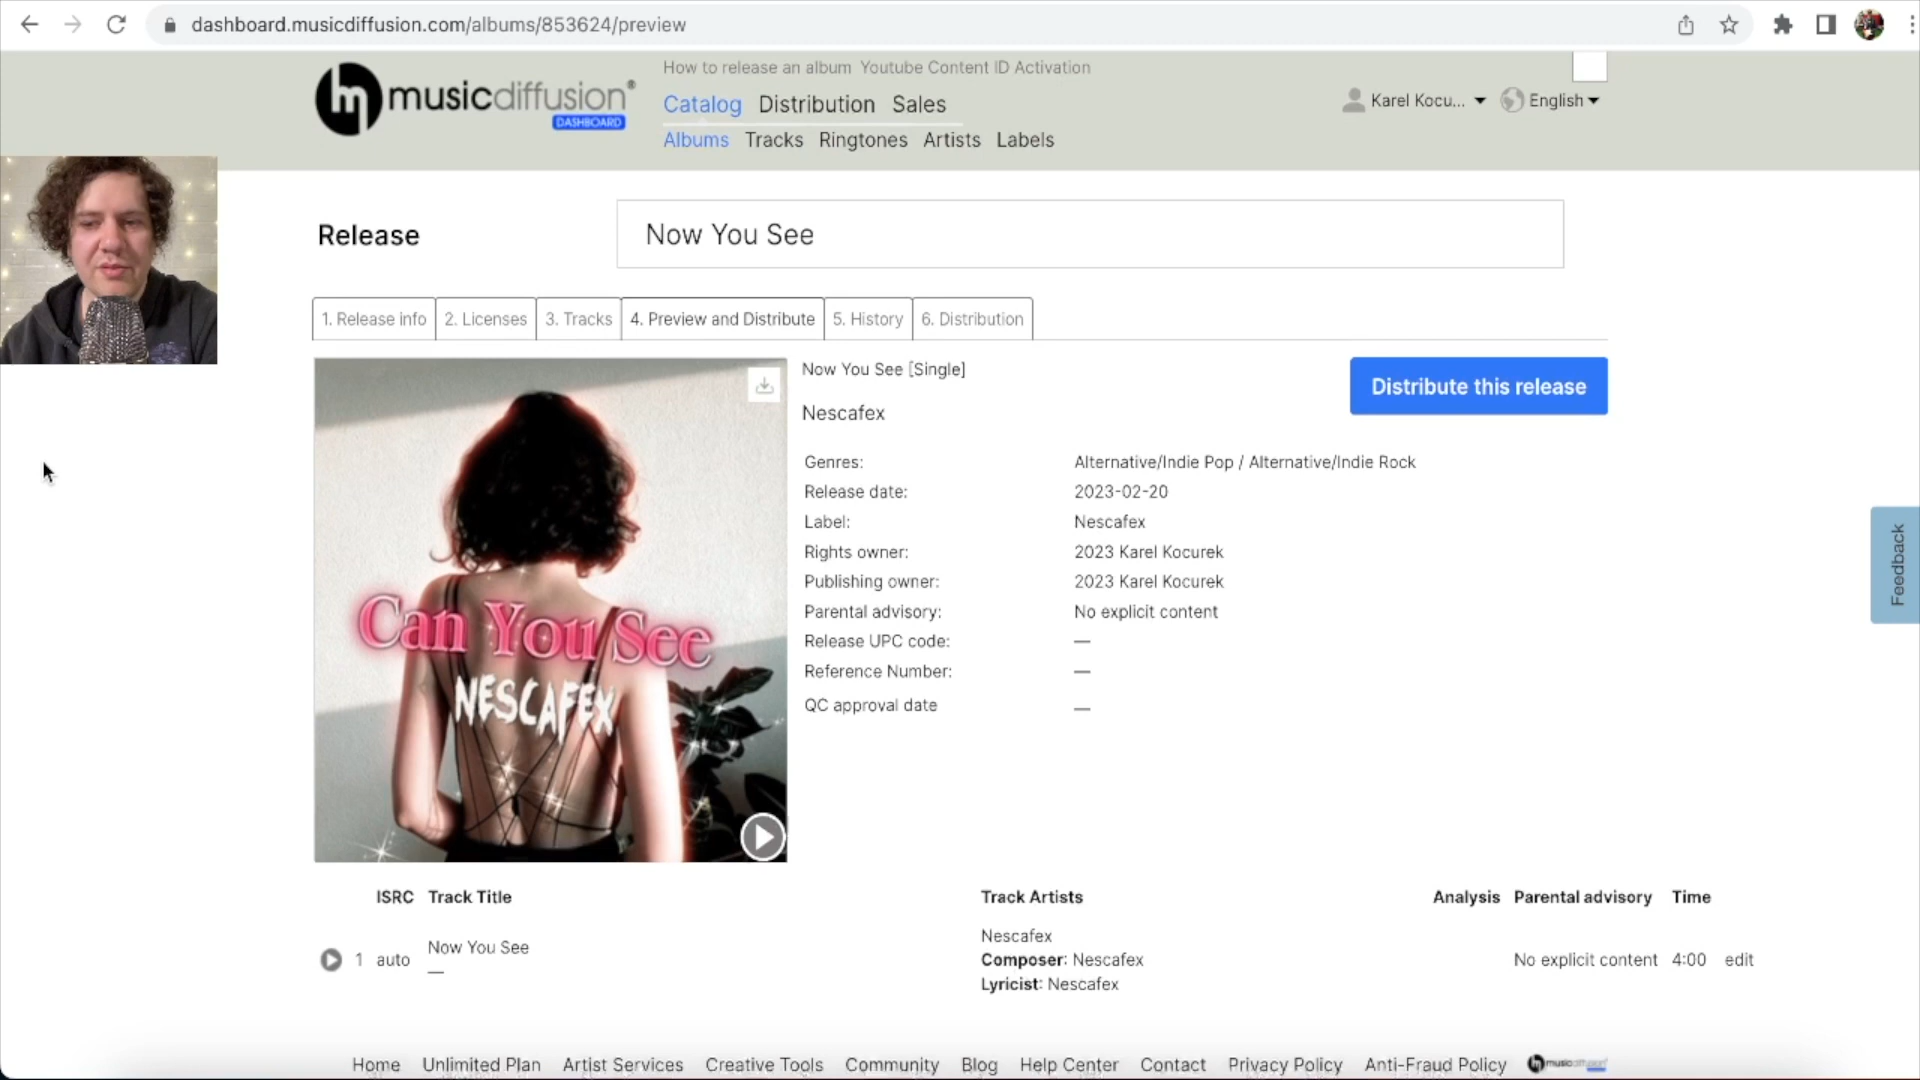 dashboard.musicdiffusion.com/albums/853624/preview
How to release an album Youtube Content ID Activation
musicdiffusion®
DASHBOARD
Catalog Distribution Sales
Karel Kocu... English
Albums Tracks Ringtones Artists Labels
Release
Now You See
1. Release info 2. Licenses 3. Tracks 4. Preview and Distribute 5. History 6. Distribution
Now You See [Single]
Distribute this release
Nescafex
Genres: Alternative/Indie Pop / Alternative/Indie Rock
Release date: 2023-02-20
Label: Nescafex
Rights owner: 2023 Karel Kocurek
Publishing owner: 2023 Karel Kocurek
Parental advisory: No explicit content
Release UPC code: —
Reference Number: —
QC approval date —
Can You See
NESCAFEX
Feedback
ISRC Track Title Track Artists Analysis Parental advisory Time
1 auto Now You See
—
Nescafex
Composer: Nescafex
Lyricist: Nescafex
No explicit content 4:00 edit
Home Unlimited Plan Artist Services Creative Tools Community Blog Help Center Contact Privacy Policy Anti-Fraud Policy musicdiffusion